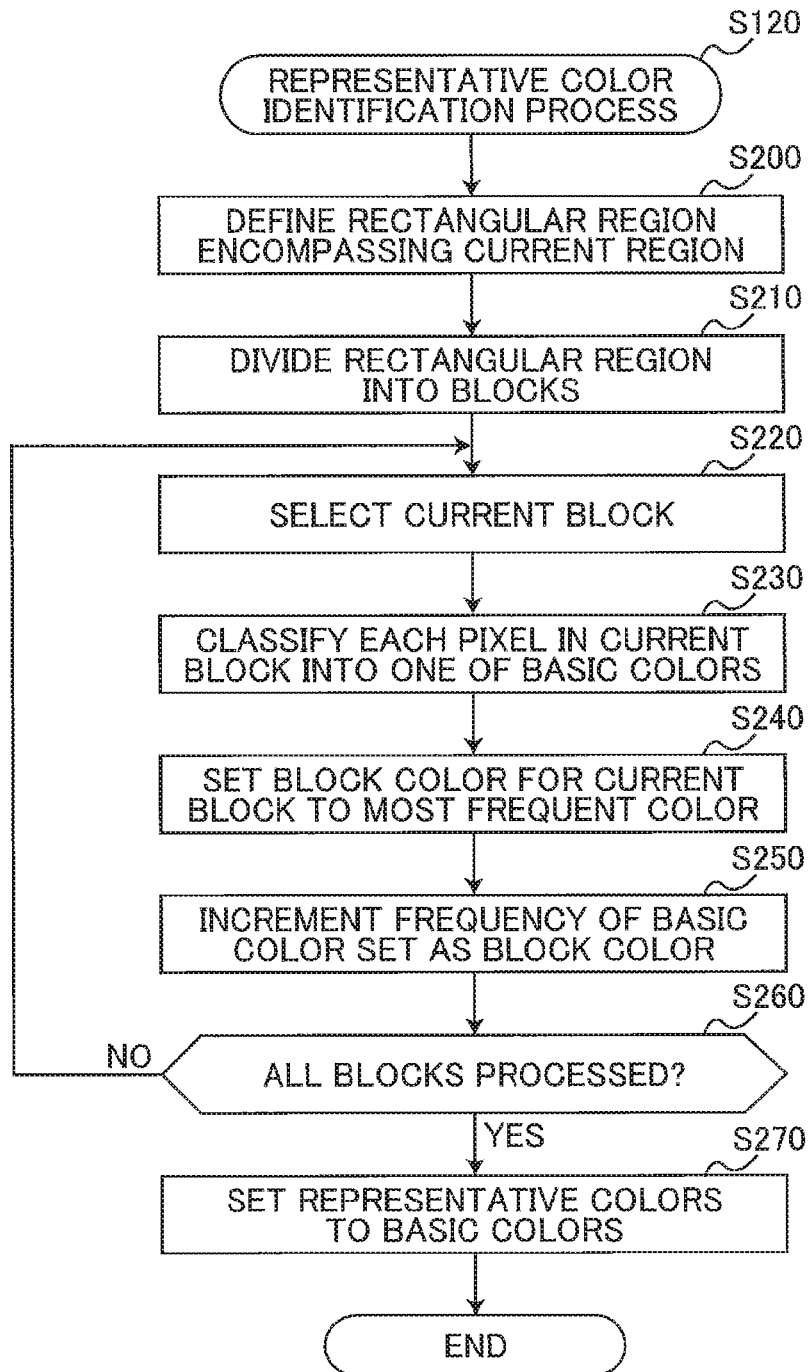 S120
REPRESENTATIVE COLOR
IDENTIFICATION PROCESS
S200
DEFINE RECTANGULAR REGION
ENCOMPASSING CURRENT REGION
S210
DIVIDE RECTANGULAR REGION
INTO BLOCKS
S220
SELECT CURRENT BLOCK
S230
CLASSIFY EACH PIXEL IN CURRENT
BLOCK INTO ONE OF BASIC COLORS
S240
SET BLOCK COLOR FOR CURRENT
BLOCK TO MOST FREQUENT COLOR
S250
INCREMENT FREQUENCY OF BASIC
COLOR SET AS BLOCK COLOR
S260
NO
ALL BLOCKS PROCESSED?
YES
S270
SET REPRESENTATIVE COLORS
TO BASIC COLORS
END